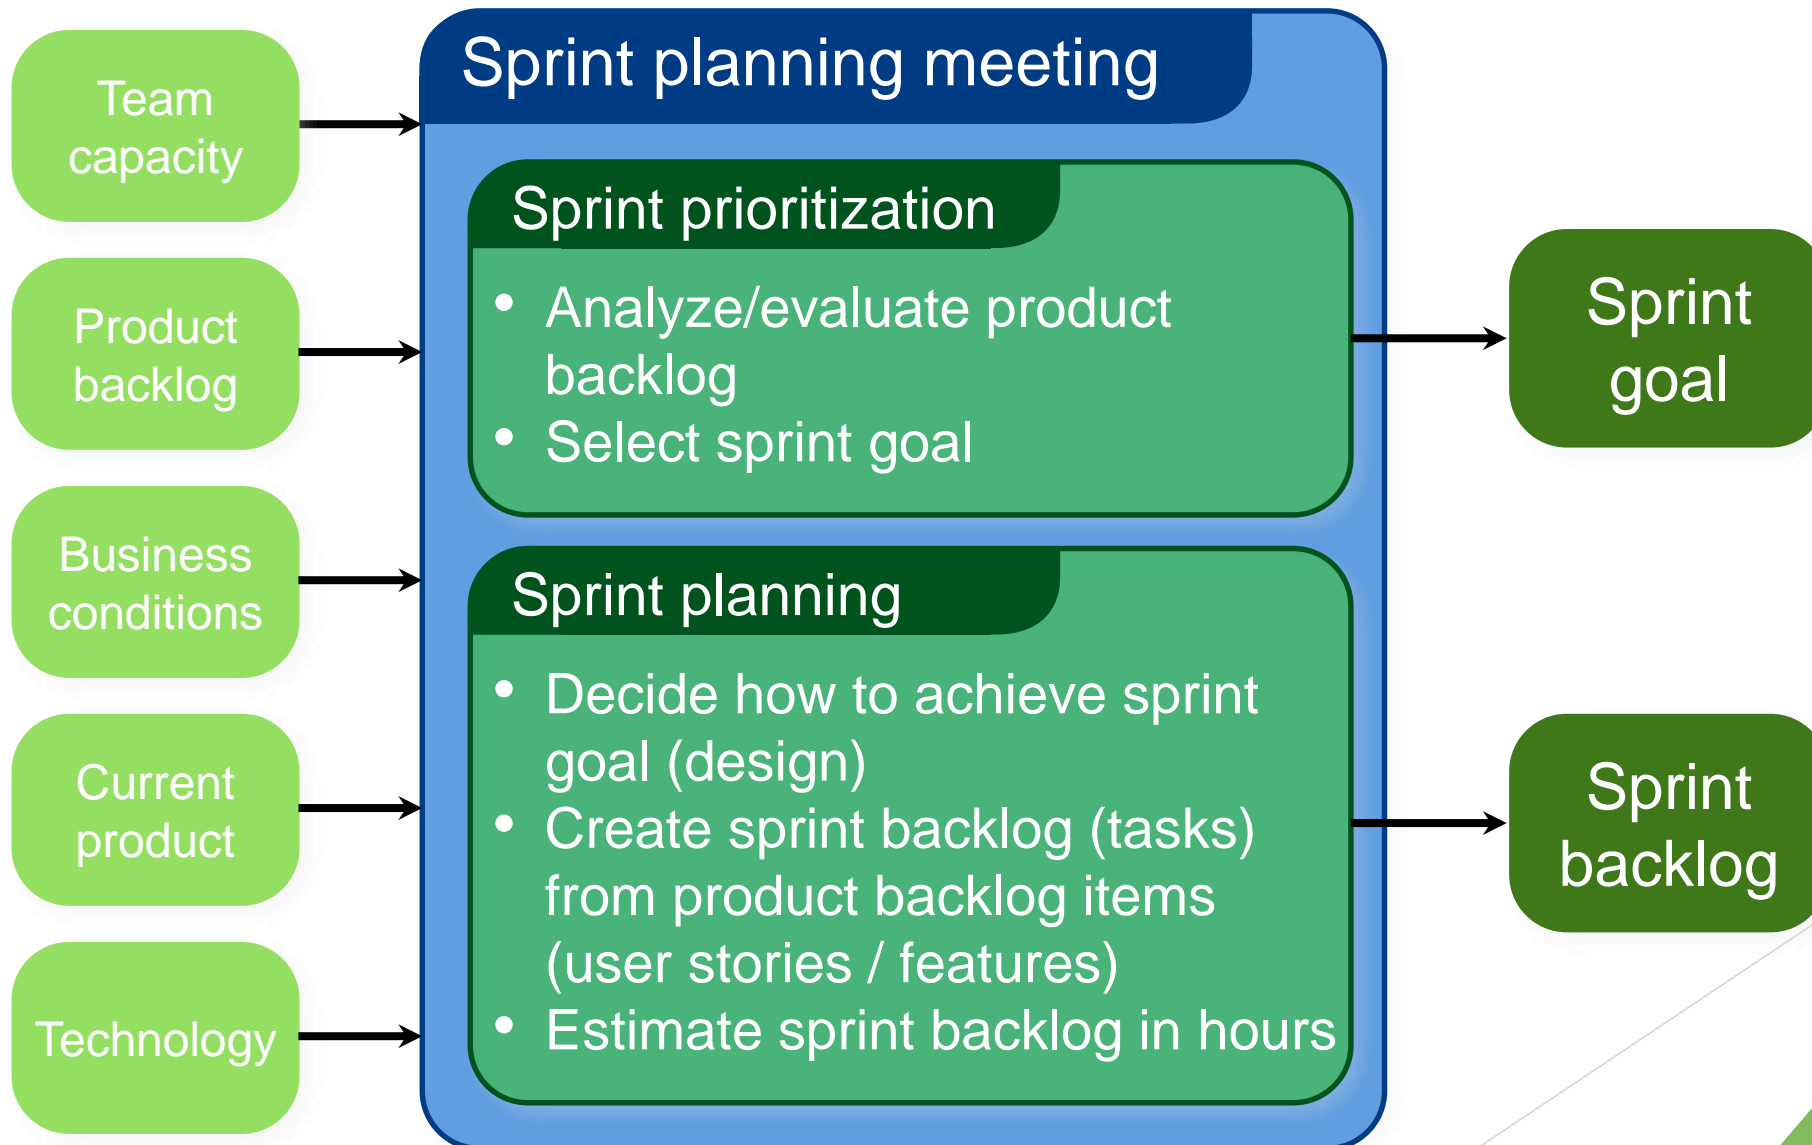 Team
capacity
Product
backlog
Business
conditions
Current
product
Technology
Sprint planning meeting
Sprint prioritization
• Analyze/evaluate product
backlog
• Select sprint goal
Sprint planning
• Decide how to achieve sprint
goal (design)
• Create sprint backlog (tasks)
from product backlog items
(user stories / features)
• Estimate sprint backlog in hours
Sprint
goal
Sprint
backlog